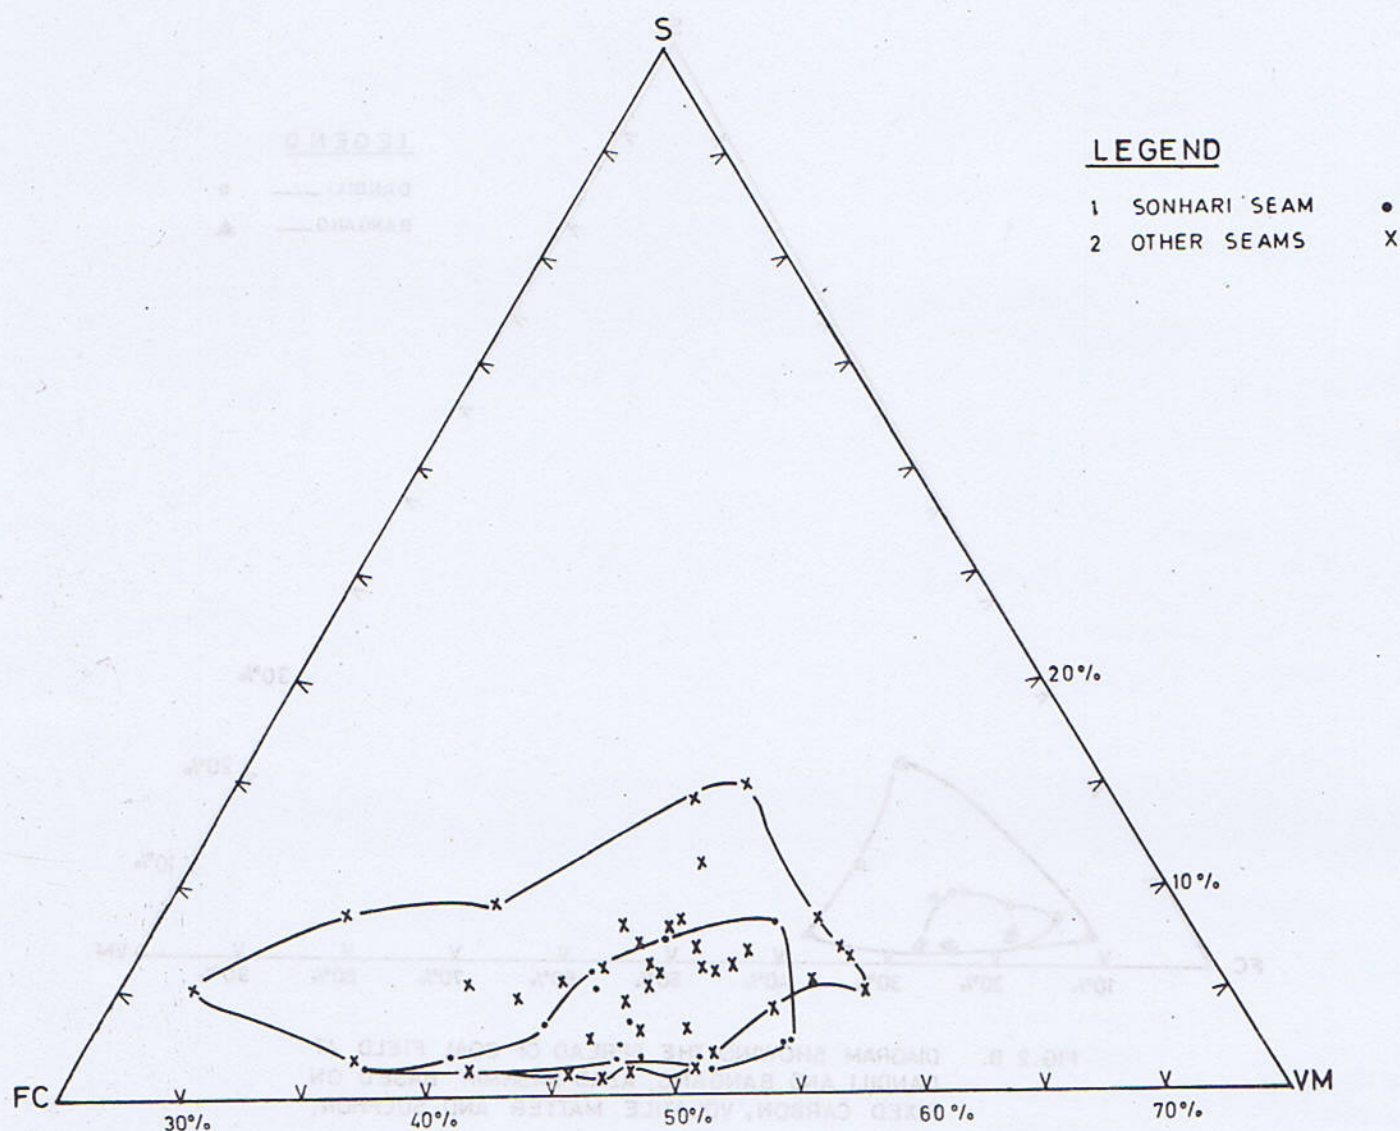 S
LEGEND
1 SONHARI SEAM •
2 OTHER SEAMS X
20%
10%
FC
VM
30%
40%
50%
60%
70%